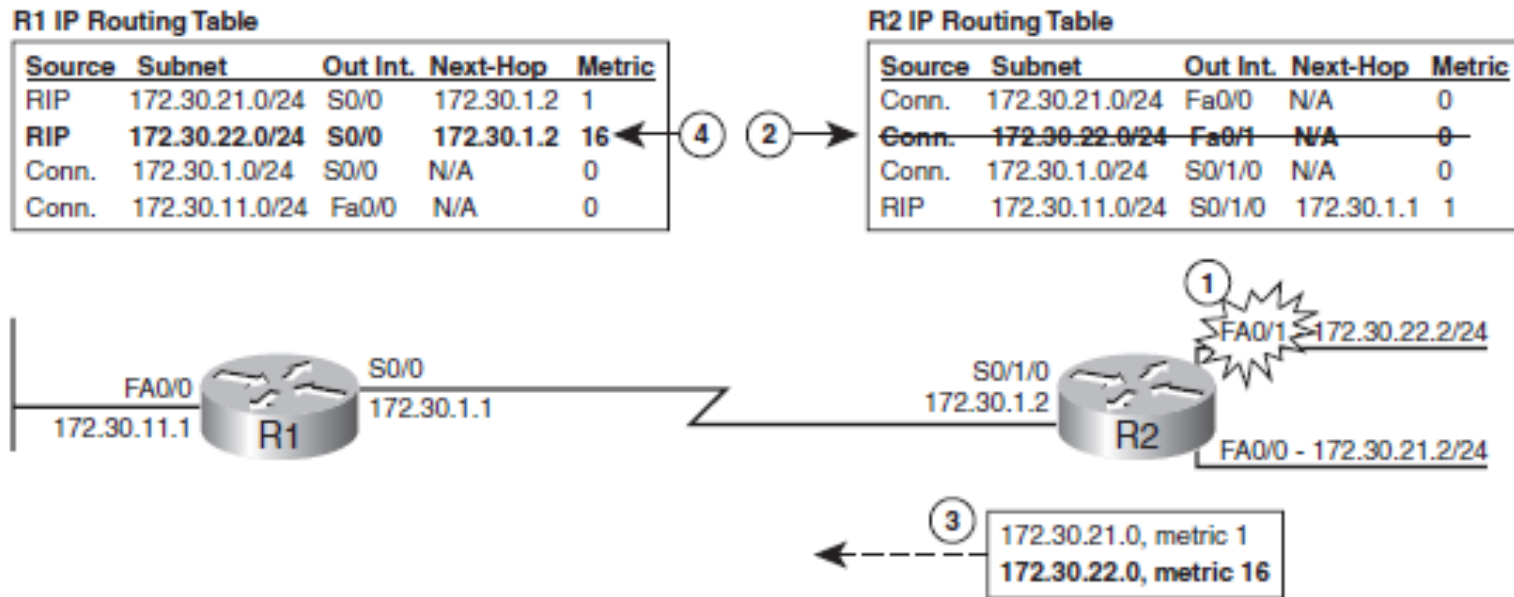 R1 IP Routing Table
Source Subnet Out Int. Next-Hop Metric
RIP 172.30.21.0/24 S0/0 172.30.1.2 1
RIP 172.30.22.0/24 S0/0 172.30.1.2 16
Conn. 172.30.1.0/24 S0/0 N/A 0
Conn. 172.30.11.0/24 Fa0/0 N/A 0
4
2
R2 IP Routing Table
Source Subnet Out Int. Next-Hop Metric
Conn. 172.30.21.0/24 Fa0/0 N/A 0
Conn. 172.30.22.0/24 Fa0/1 N/A 0
Conn. 172.30.1.0/24 S0/1/0 N/A 0
RIP 172.30.11.0/24 S0/1/0 172.30.1.1 1
1
FA0/1 - 172.30.22.2/24
FA0/0
172.30.11.1
R1
S0/0
172.30.1.1
S0/1/0
172.30.1.2
R2
FA0/0 - 172.30.21.2/24
3
172.30.21.0, metric 1
172.30.22.0, metric 16